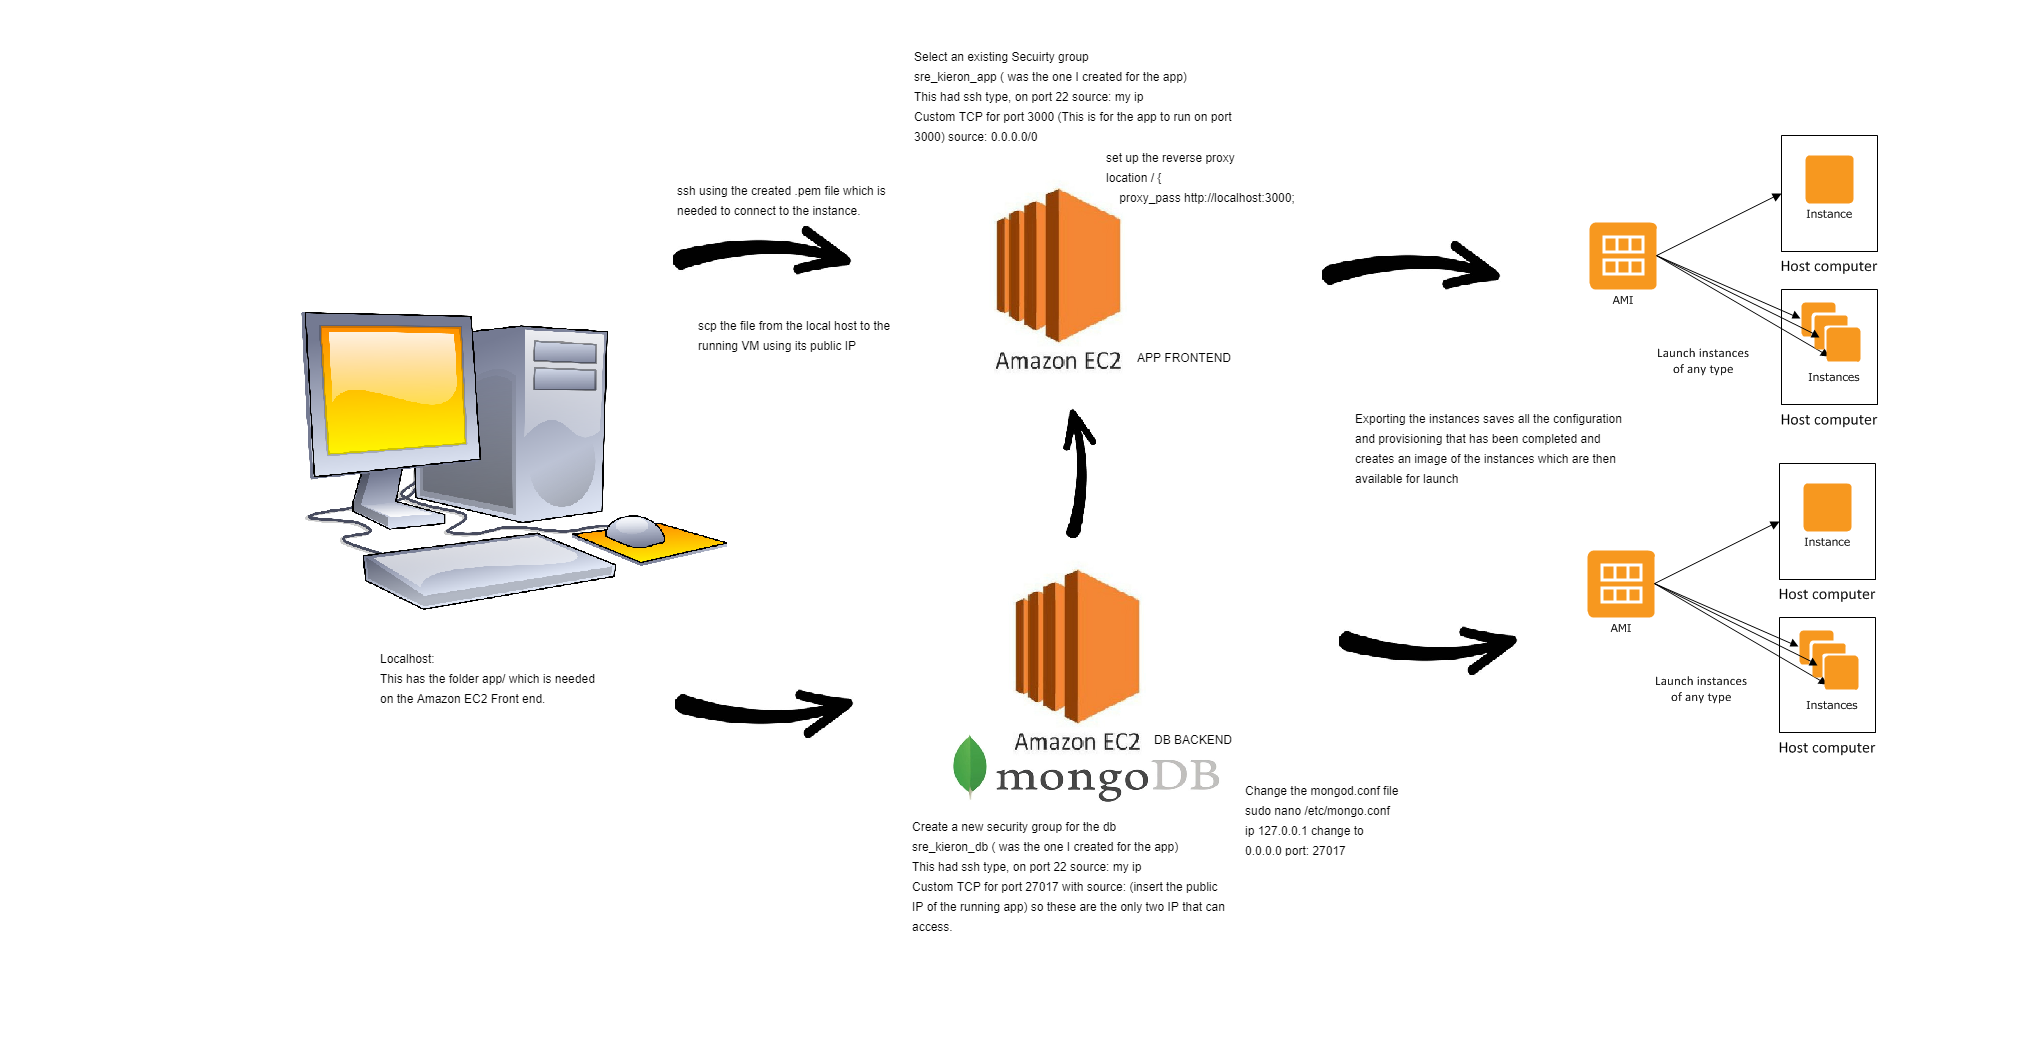 Select an existing Secuirty group
sre_kieron_app ( was the one I created for the app)
This had ssh type, on port 22 source: my ip
Custom TCP for port 3000 (This is for the app to run on port
3000) source: 0.0.0.0/0
set up the reverse proxy
location / {
proxy_pass http://localhost:3000;
ssh using the created .pem file which is
needed to connect to the instance.
scp the file from the local host to the
running VM using its public IP
Amazon EC2
APP FRONTEND
Instance
Host computer
AMI
Launch instances
of any type
Instances
Host computer
Exporting the instances saves all the configuration
and provisioning that has been completed and
creates an image of the instances which are then
available for launch
Instance
Host computer
AMI
Launch instances
of any type
Instances
Host computer
Localhost:
This has the folder app/ which is needed
on the Amazon EC2 Front end.
Amazon EC2
DB BACKEND
mongoDB
Change the mongod.conf file
sudo nano /etc/mongo.conf
ip 127.0.0.1 change to
0.0.0.0 port: 27017
Create a new security group for the db
sre_kieron_db ( was the one I created for the app)
This had ssh type, on port 22 source: my ip
Custom TCP for port 27017 with source: (insert the public
IP of the running app) so these are the only two IP that can
access.